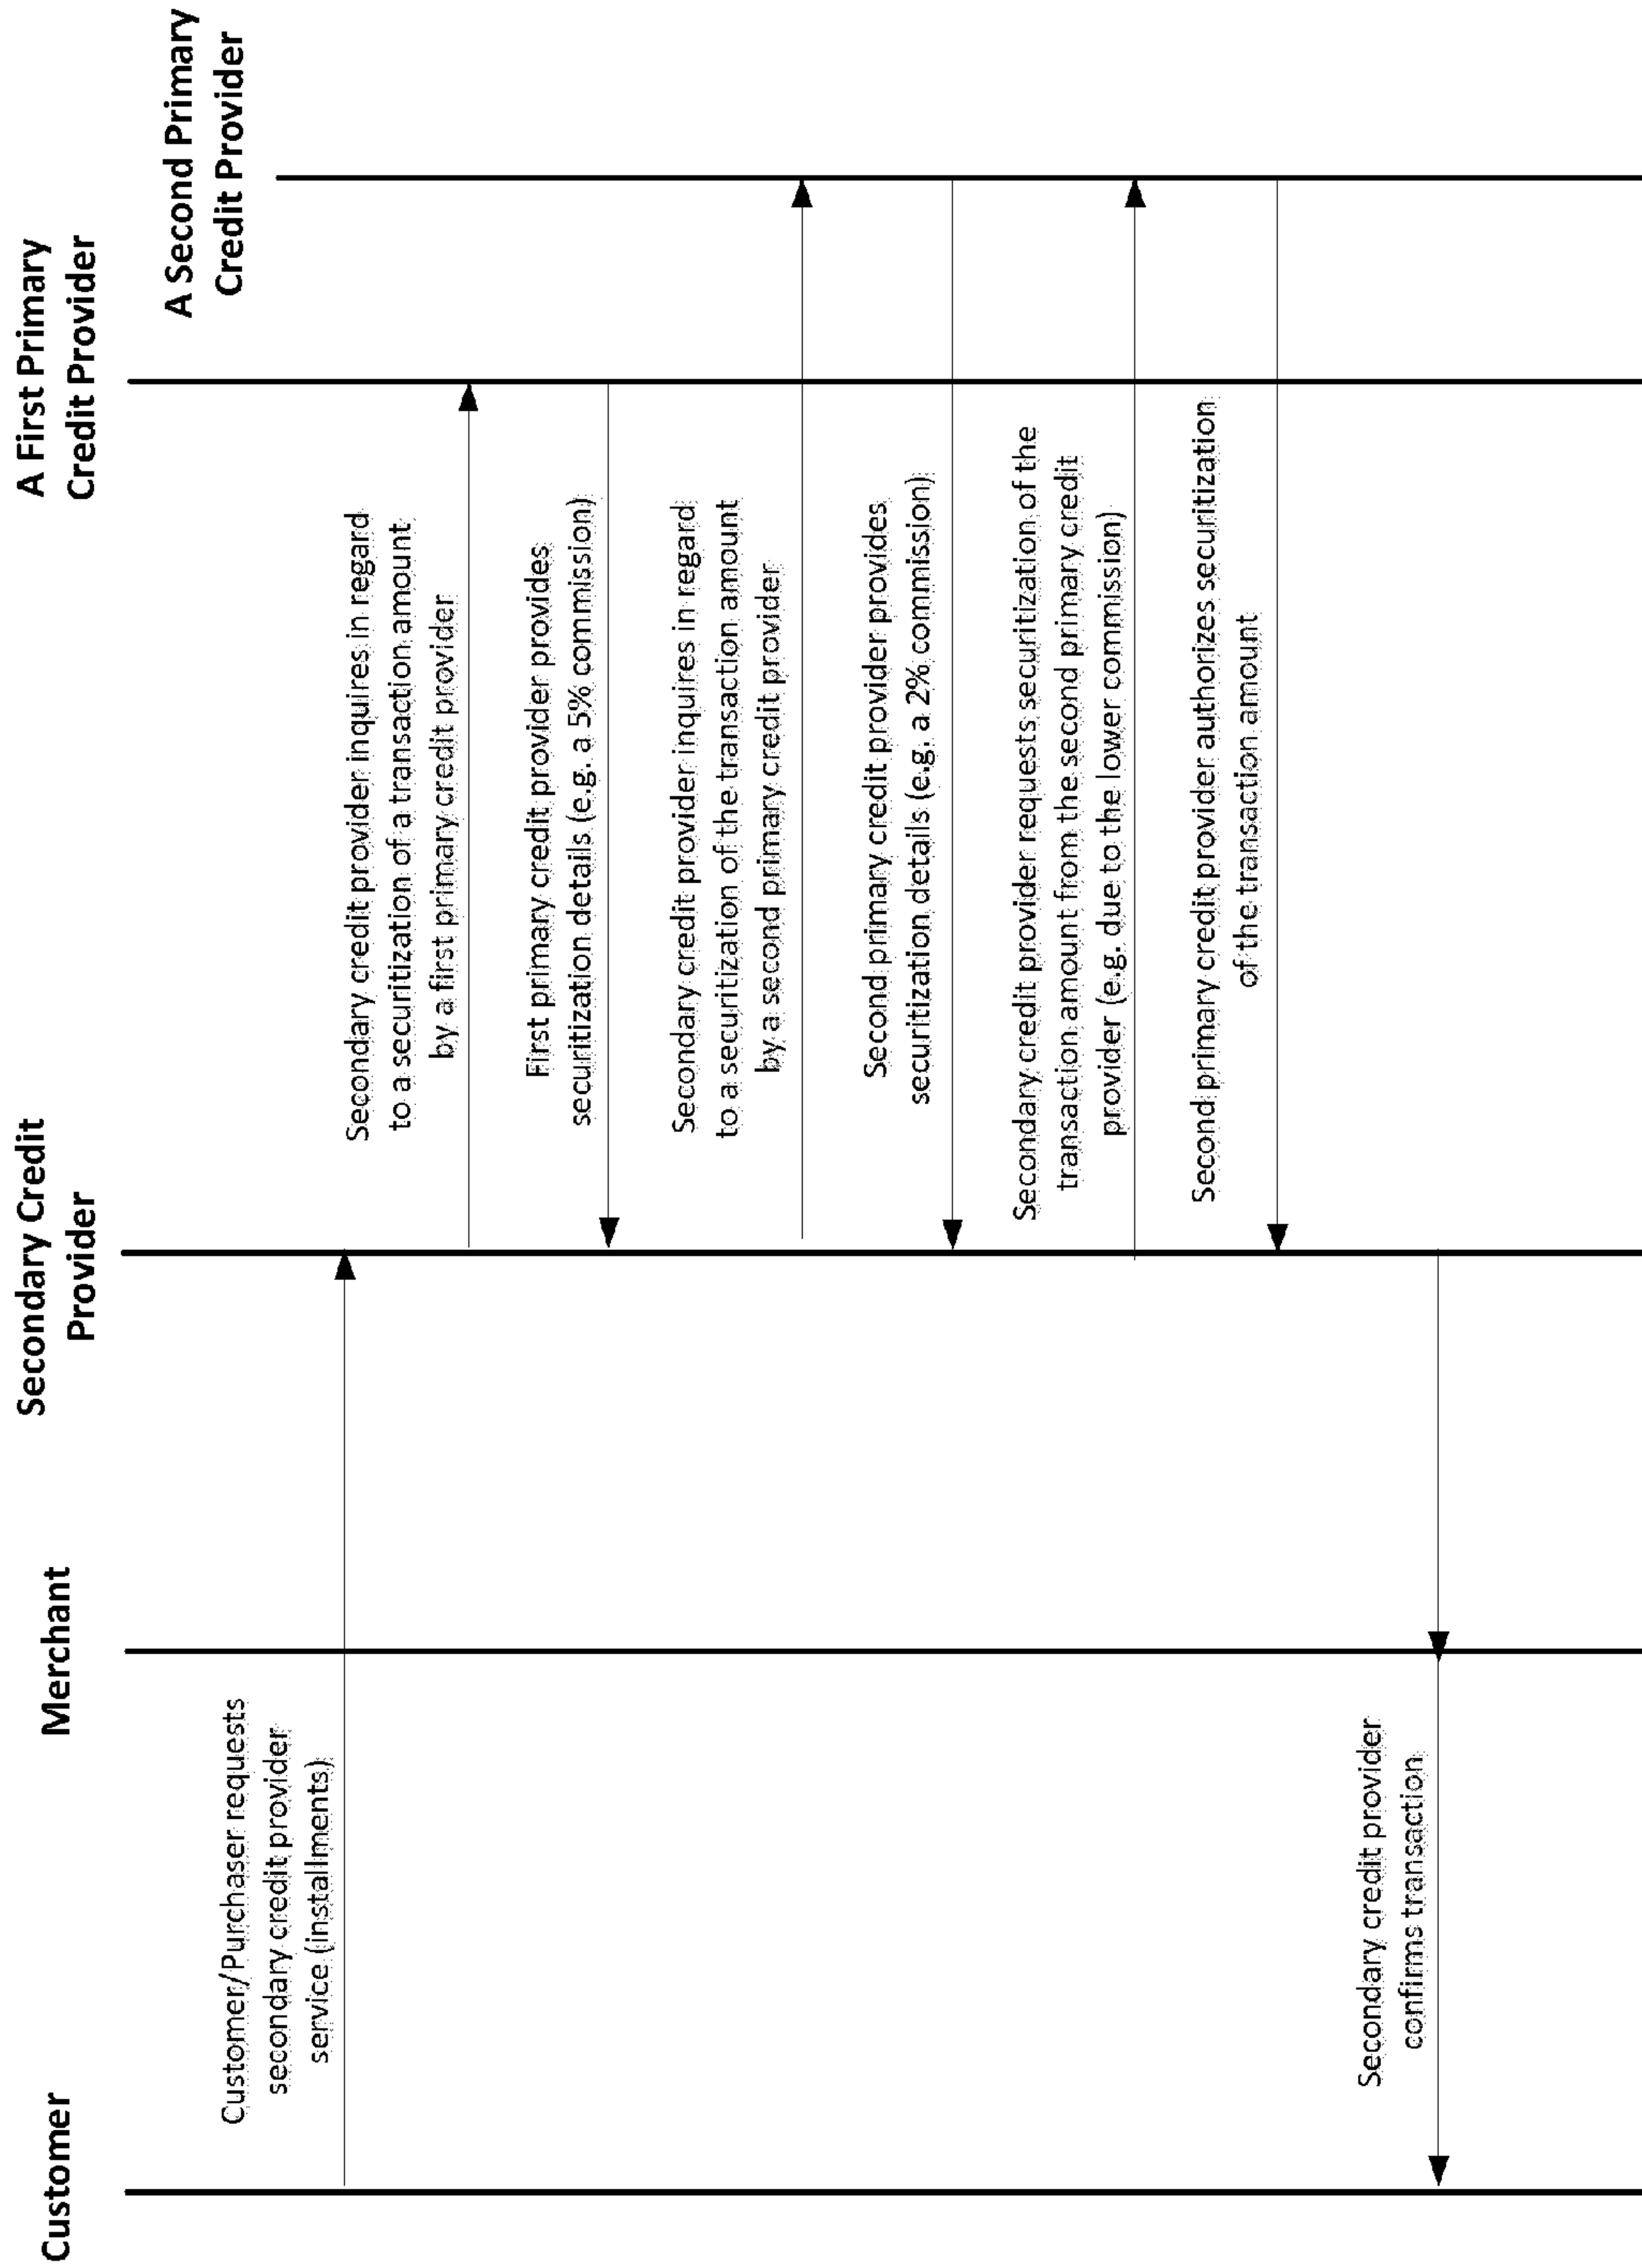 Customer
Merchant
Secondary Credit
Provider
A First Primary
Credit Provider
A Second Primary
Credit Provider
Customer/Purchaser requests
secondary credit provider
service (installments)
Secondary credit provider inquires in regard
to a securitization of a transaction amount
by a first primary credit provider
First primary credit provider provides
securitization details (e.g. a 5% commission)
Secondary credit provider inquires in regard
to a securitization of the transaction amount
by a second primary credit provider
Second primary credit provider provides
securitization details (e.g. a 2% commission)
Secondary credit provider requests securitization of the
transaction amount from the second primary credit
provider (e.g. due to the lower commission)
Second primary credit provider authorizes securitization
of the transaction amount
Secondary credit provider
confirms transaction